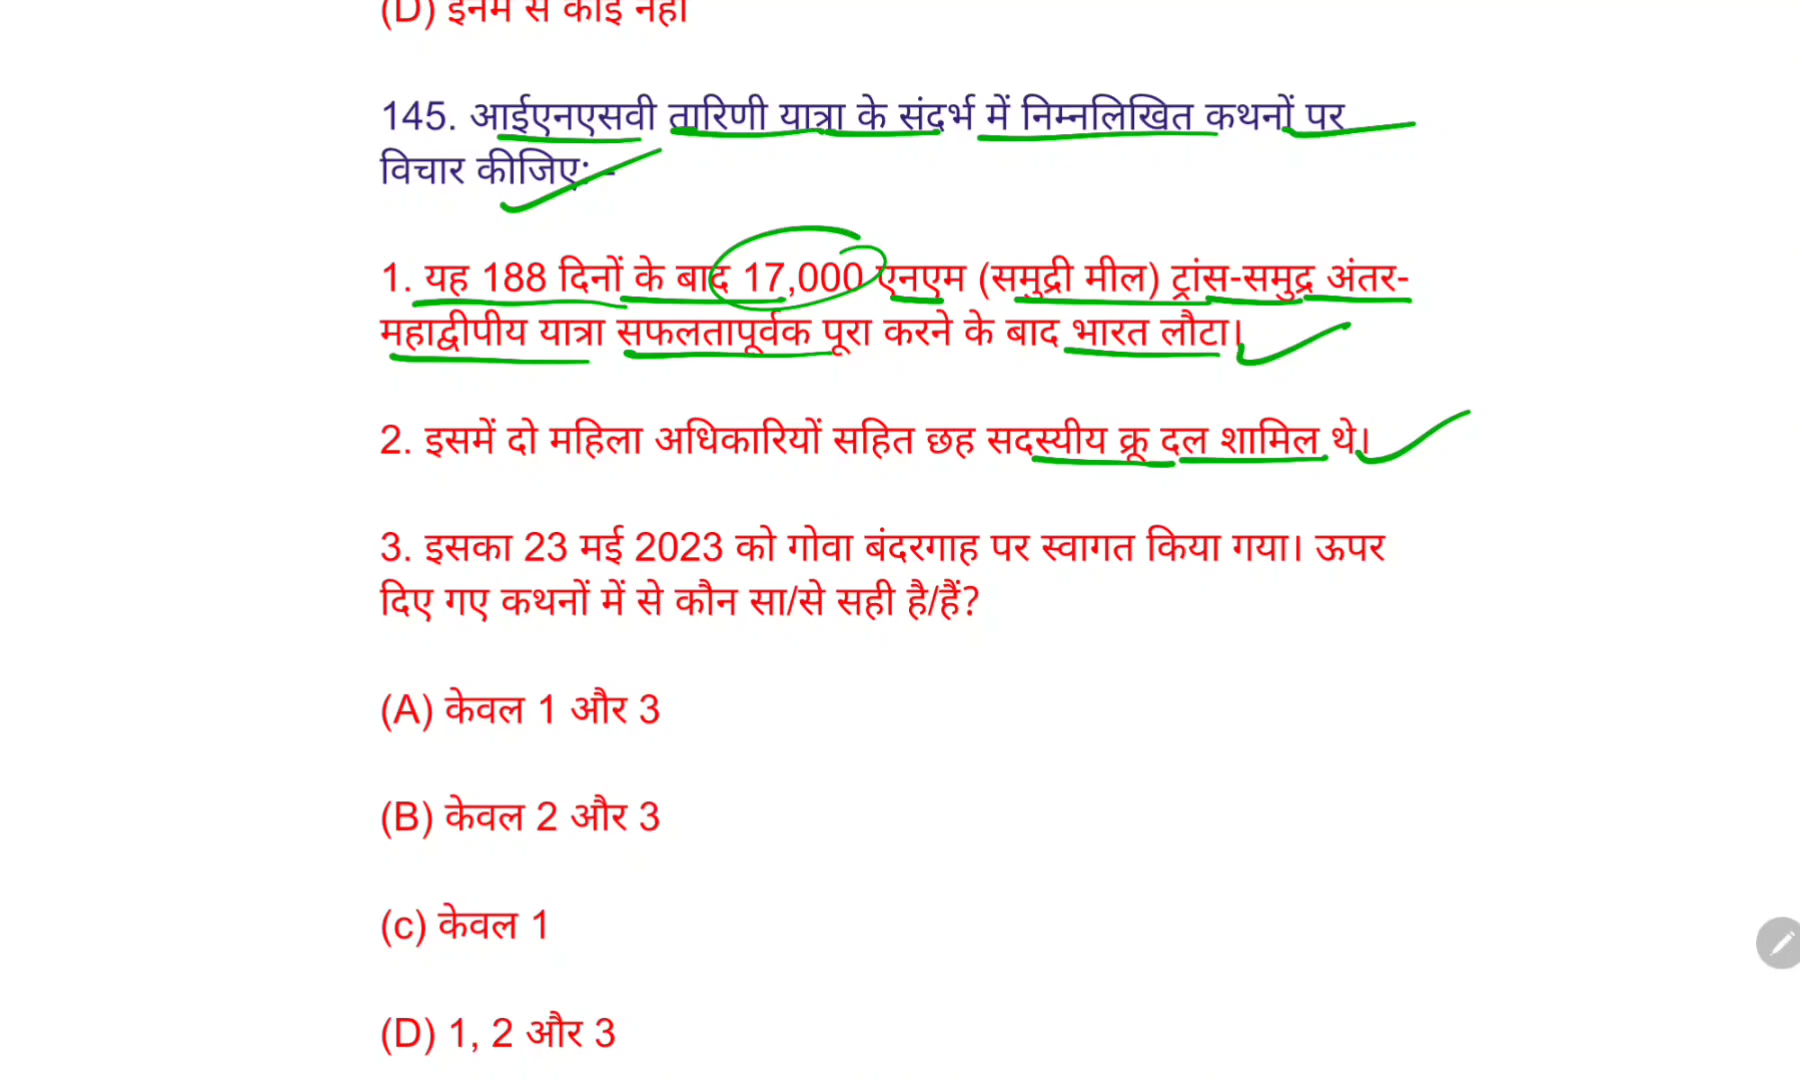 (D) इनमें से कोई नहीं
145. आईएनएसवी तारिणी यात्रा के संदर्भ में निम्नलिखित कथनों पर
विचार कीजिए:-
1. यह 188 दिनों के बाद 17,000 एनएम (समुद्री मील) ट्रांस-समुद्र अंतर-
महाद्वीपीय यात्रा सफलतापूर्वक पूरा करने के बाद भारत लौटा।
2. इसमें दो महिला अधिकारियों सहित छह सदस्यीय क्रू दल शामिल थे।
3. इसका 23 मई 2023 को गोवा बंदरगाह पर स्वागत किया गया। ऊपर
दिए गए कथनों में से कौन सा/से सही है/हैं?
(A) केवल 1 और 3
(B) केवल 2 और 3
(c) केवल 1
(D) 1, 2 और 3